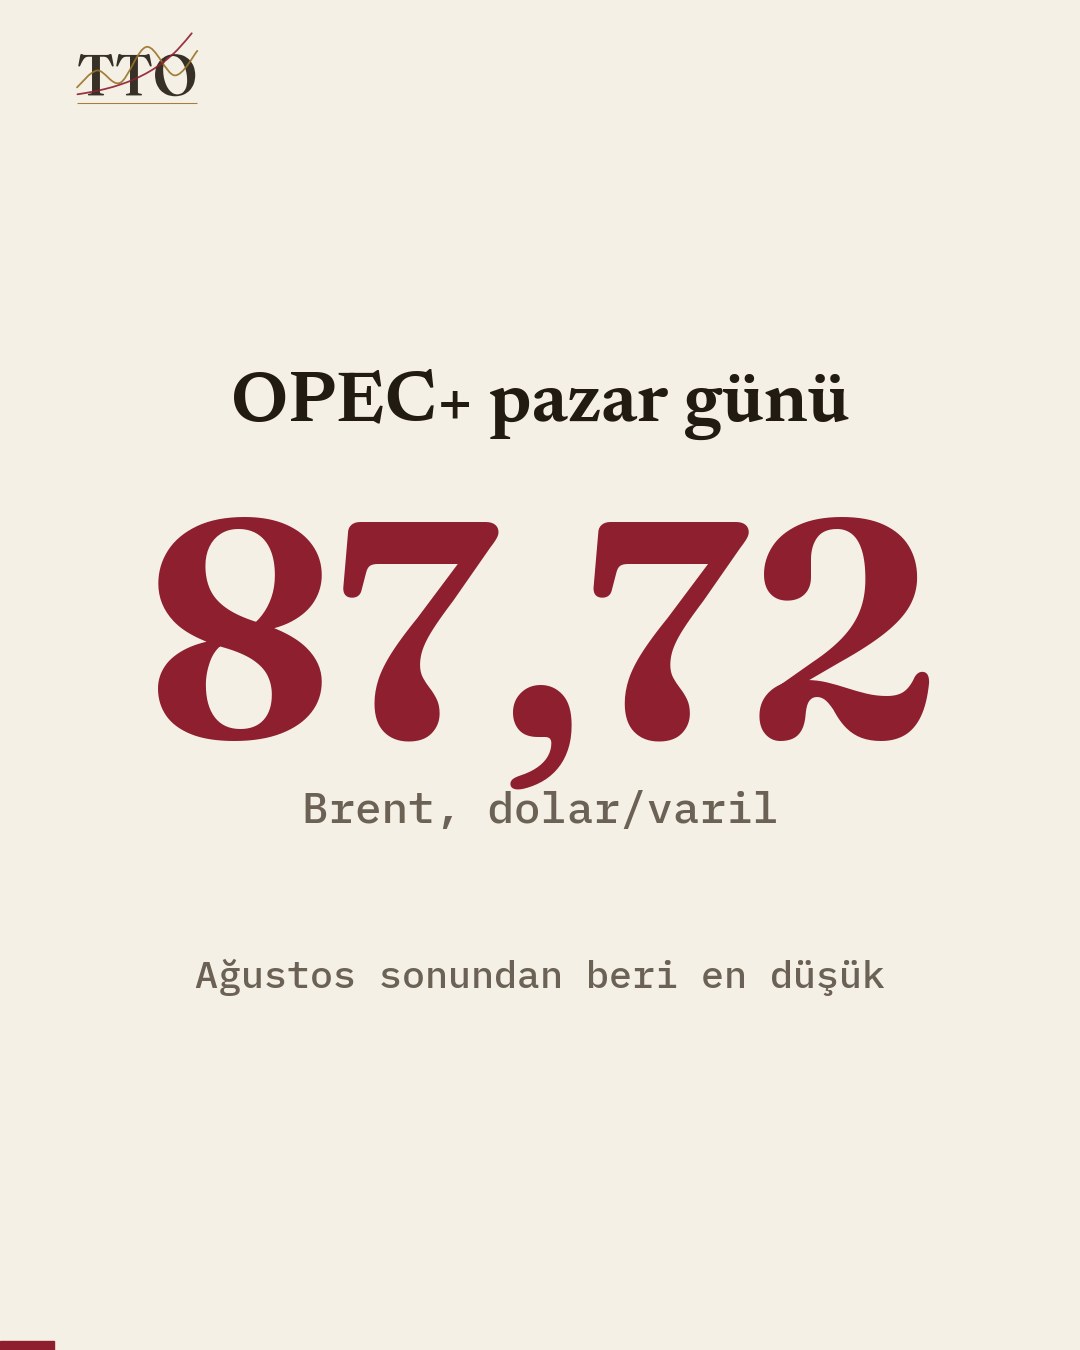 TTO
OPEC+ pazar günü
87,72
Brent, dolar/varil
Ağustos sonundan beri en düşük